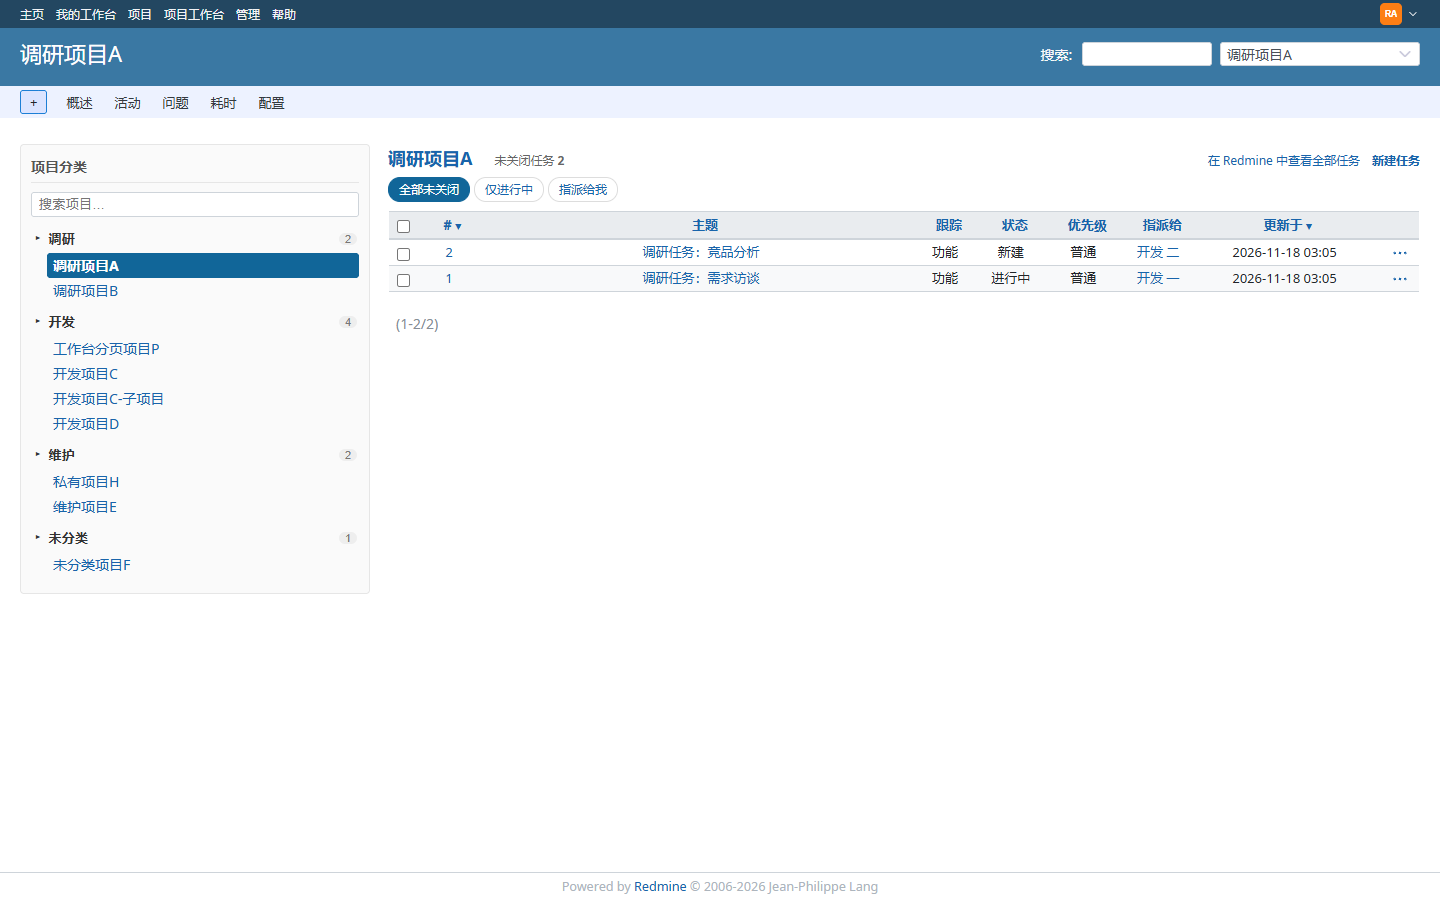 主页 我的工作台 项目 项目工作台 管理 帮助 RA
调研项目A 搜索: 调研项目A
+ 概述 活动 问题 耗时 配置
项目分类
搜索项目...
调研 2
调研项目A
调研项目B
开发 4
工作台分页项目P
开发项目C
开发项目C-子项目
开发项目D
维护 2
私有项目H
维护项目E
未分类 1
未分类项目F
调研项目A 未关闭任务 2 在 Redmine 中查看全部任务 新建任务
全部未关闭 仅进行中 指派给我
# ▾ 主题 跟踪 状态 优先级 指派给 更新于 ▾
2 调研任务：竞品分析 功能 新建 普通 开发 二 2026-11-18 03:05 ...
1 调研任务：需求访谈 功能 进行中 普通 开发 一 2026-11-18 03:05 ...
(1-2/2)
Powered by Redmine © 2006-2026 Jean-Philippe Lang